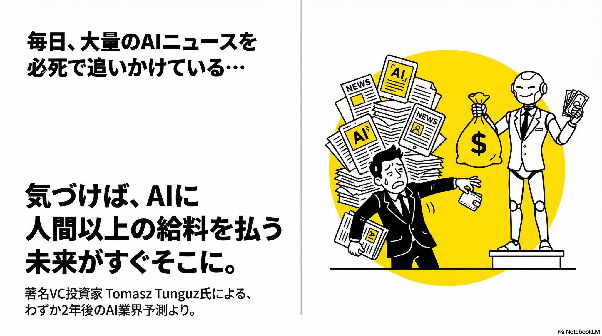 毎日、大量のAIニュースを
必死で追いかけている…
気づけば、AIに
人間以上の給料を払う
未来がすぐそこに。
著名VC投資家 Tomasz Tunguz氏による、
わずか2年後のAI業界予測より。
AI
NEWS
NEWS
AI
$
NotebookLM